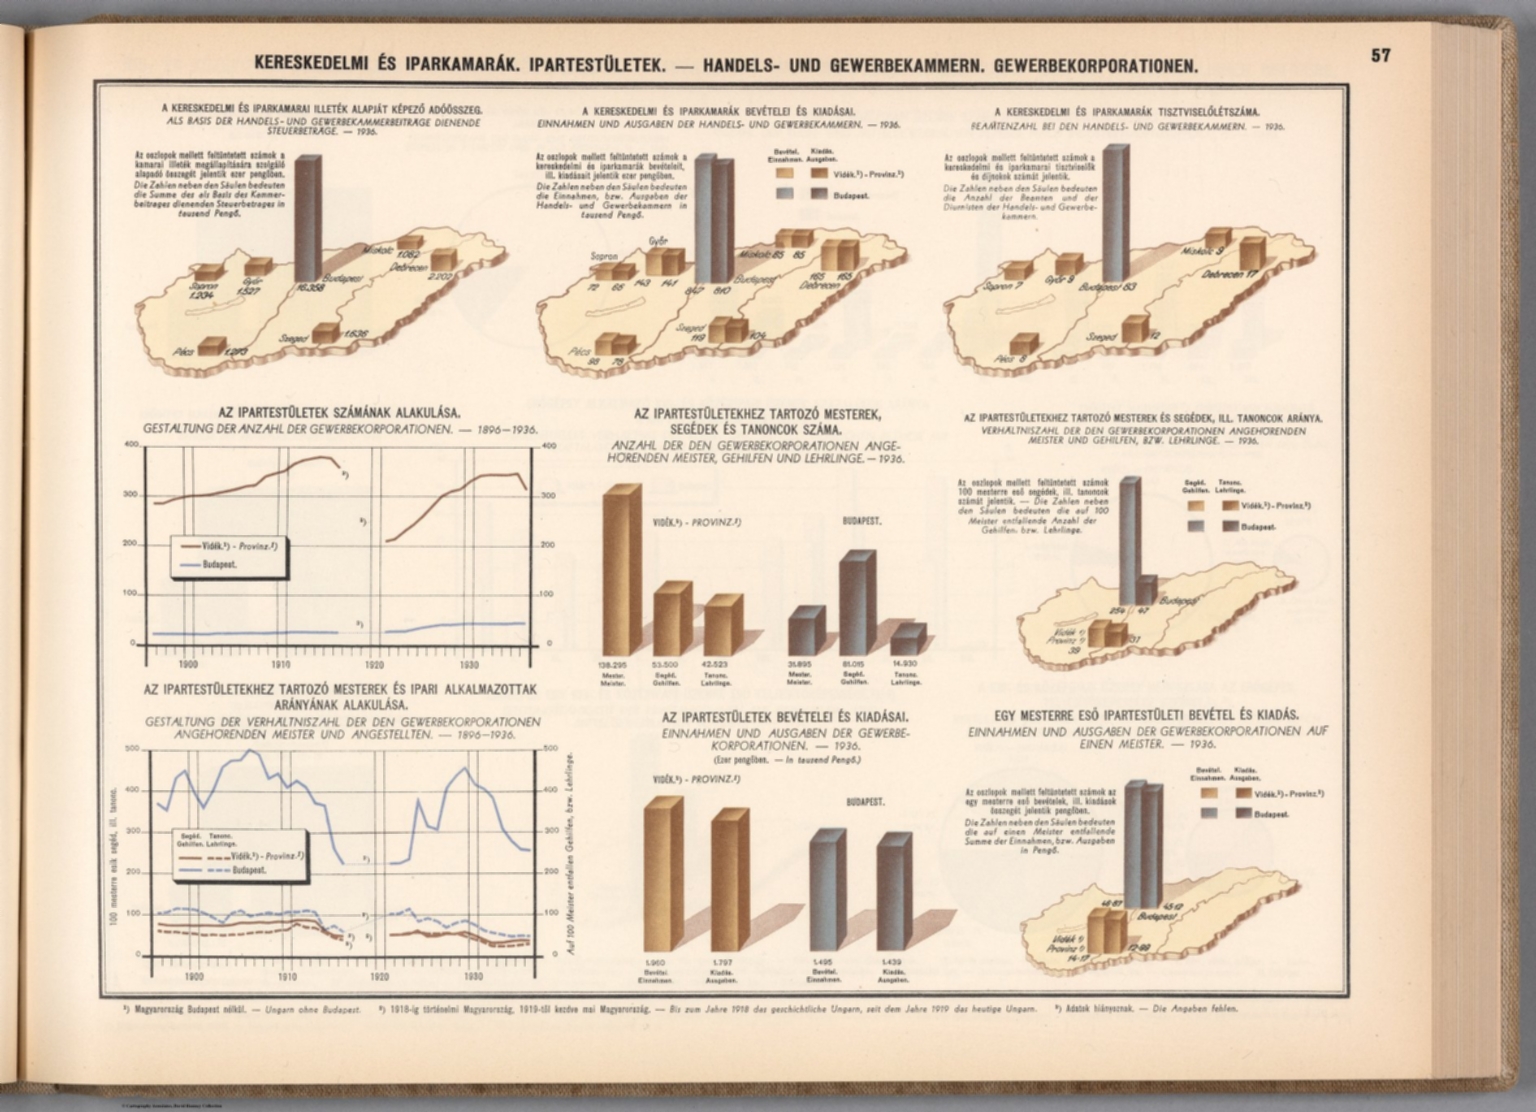 57
KERESKEDELMI ÉS IPARKAMARÁK. IPARTESTÜLETEK. — HANDELS- UND GEWERBEKAMMERN. GEWERBEKORPORATIONEN.
A KERESKEDELMI ÉS IPARKAMARAI ILLETÉK ALAPJÁT KÉPEZŐ ADÓÖSSZEG.
ALS BASIS DER HANDELS- UND GEWERBEKAMMERBEITRÄGE DIENENDE
STEUERBETRÄGE. — 1936.
Az oszlopok mellett feltüntetett számok a
kamarai illeték megállapítására szolgáló
alapadó összegét jelentik ezer pengőben.
Die Zahlen neben den Säulen bedeuten
die Summe des als Basis des Kammer-
beitrages dienenden Steuerbetrages in
tausend Pengő.
Miskolc
1.082
Debrecen
2.202
Sopron
1.234
Győr
1.527
Budapest
16.358
Szeged
1.636
Pécs
1.273
A KERESKEDELMI ÉS IPARKAMARÁK BEVÉTELEI ÉS KIADÁSAI.
EINNAHMEN UND AUSGABEN DER HANDELS- UND GEWERBEKAMMERN. — 1936.
Az oszlopok mellett feltüntetett számok a
kereskedelmi és iparkamarák bevételeit,
ill. kiadásait jelentik ezer pengőben.
Die Zahlen neben den Säulen bedeuten
die Einnahmen, bzw. Ausgaben der
Handels- und Gewerbekammern in
tausend Pengő.
Bevétel. Kiadás.
Einnahmen. Ausgaben.
Vidék.¹) - Provinz.¹)
Budapest.
Győr
143 141
Sopron
72 66
Miskolc 85 85
Budapest
847 810
165 165
Debrecen
Szeged
119 104
Pécs
98 78
A KERESKEDELMI ÉS IPARKAMARÁK TISZTVISELŐLÉTSZÁMA.
BEAMTENZAHL BEI DEN HANDELS- UND GEWERBEKAMMERN. — 1936.
Az oszlopok mellett feltüntetett számok a
kereskedelmi és iparkamarai tisztviselők
és díjnokok számát jelentik.
Die Zahlen neben den Säulen bedeuten
die Anzahl der Beamten und der
Diurnisten der Handels- und Gewerbe-
kammern.
Miskolc 9
Debrecen 17
Sopron 7
Győr 9
Budapest 63
Szeged 12
Pécs 8
AZ IPARTESTÜLETEK SZÁMÁNAK ALAKULÁSA.
GESTALTUNG DER ANZAHL DER GEWERBEKORPORATIONEN. — 1896–1936.
400 400
300 300
200 200
100 100
0 0
Vidék.¹) - Provinz.¹)
Budapest.
³)
³)
³)
1900 1910 1920 1930
AZ IPARTESTÜLETEKHEZ TARTOZÓ MESTEREK,
SEGÉDEK ÉS TANONCOK SZÁMA.
ANZAHL DER DEN GEWERBEKORPORATIONEN ANGE-
HÖRENDEN MEISTER, GEHILFEN UND LEHRLINGE. — 1936.
VIDÉK.¹) - PROVINZ.¹)
BUDAPEST.
138.295 53.500 42.523 31.895 81.015 14.930
Mester. Segéd. Tanonc. Mester. Segéd. Tanonc.
Meister. Gehilfen. Lehrlinge. Meister. Gehilfen. Lehrlinge.
AZ IPARTESTÜLETEKHEZ TARTOZÓ MESTEREK ÉS SEGÉDEK, ILL. TANONCOK ARÁNYA.
VERHÄLTNISZAHL DER DEN GEWERBEKORPORATIONEN ANGEHÖRENDEN
MEISTER UND GEHILFEN, BZW. LEHRLINGE. — 1936.
Az oszlopok mellett feltüntetett számok
100 mesterre eső segédek, ill. tanoncok
számát jelentik. — Die Zahlen neben
den Säulen bedeuten die auf 100
Meister entfallende Anzahl der
Gehilfen bzw. Lehrlinge.
Segéd. Tanonc.
Gehilfen. Lehrlinge.
Vidék.¹) - Provinz.¹)
Budapest.
254 47
Budapest
Vidék ¹)
Provinz ¹)
39 31
AZ IPARTESTÜLETEKHEZ TARTOZÓ MESTEREK ÉS IPARI ALKALMAZOTTAK
ARÁNYÁNAK ALAKULÁSA.
GESTALTUNG DER VERHÄLTNISZAHL DER DEN GEWERBEKORPORATIONEN
ANGEHÖRENDEN MEISTER UND ANGESTELLTEN. — 1896–1936.
100 mesterre esik segéd, ill. tanonc.
Auf 100 Meister entfallen Gehilfen, bzw. Lehrlinge.
500 500
400 400
300 300
200 200
100 100
0 0
Segéd. Tanonc.
Gehilfen. Lehrlinge.
Vidék.¹) - Provinz.¹)
Budapest.
1900 1910 1920 1930
AZ IPARTESTÜLETEK BEVÉTELEI ÉS KIADÁSAI.
EINNAHMEN UND AUSGABEN DER GEWERBE-
KORPORATIONEN. — 1936.
(Ezer pengőben. — In tausend Pengő.)
VIDÉK.¹) - PROVINZ.¹)
BUDAPEST.
1.960 1.797 1.495 1.439
Bevétel. Kiadás. Bevétel. Kiadás.
Einnahmen. Ausgaben. Einnahmen. Ausgaben.
EGY MESTERRE ESŐ IPARTESTÜLETI BEVÉTEL ÉS KIADÁS.
EINNAHMEN UND AUSGABEN DER GEWERBEKORPORATIONEN AUF
EINEN MEISTER. — 1936.
Az oszlopok mellett feltüntetett számok az
egy mesterre eső bevételek, ill. kiadások
összegét jelentik pengőben.
Die Zahlen neben den Säulen bedeuten
die auf einen Meister entfallende
Summe der Einnahmen, bzw. Ausgaben
in Pengő.
Bevétel. Kiadás.
Einnahmen. Ausgaben.
Vidék.¹) - Provinz.¹)
Budapest.
46·87 45·12
Budapest
Vidék ¹)
Provinz ¹)
14·17 12·99
¹) Magyarország Budapest nélkül. — Ungarn ohne Budapest. ²) 1918-ig történelmi Magyarország, 1919-től kezdve mai Magyarország. — Bis zum Jahre 1918 das geschichtliche Ungarn, seit dem Jahre 1919 das heutige Ungarn. ³) Adatok hiányoznak. — Die Angaben fehlen.